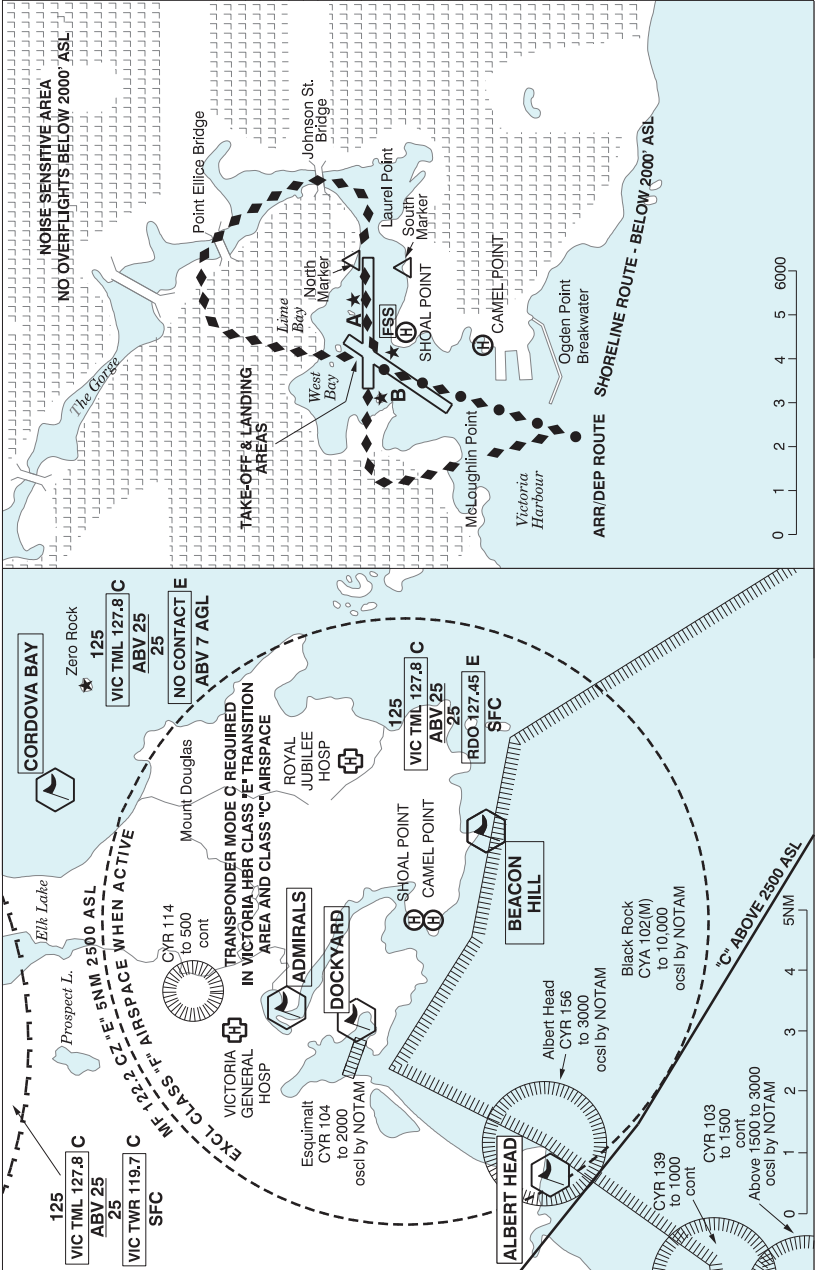 NOISE SENSITIVE AREA
NO OVERFLIGHTS BELOW 2000' ASL
The Gorge
Point Ellice Bridge
Johnson St.
Bridge
Lime
Bay
North
Marker
Laurel Point
South
Marker
West
Bay
TAKE-OFF & LANDING
AREAS
A
B
FSS
H
SHOAL POINT
H
CAMEL POINT
McLoughlin Point
Victoria
Harbour
Ogden Point
Breakwater
ARR/DEP ROUTE
SHORELINE ROUTE - BELOW 2000' ASL
0
1
2
3
4
5
6000
125
VIC TML 127.8 C
ABV 25
25
VIC TWR 119.7 C
SFC
Prospect L.
Elk Lake
CORDOVA BAY
Zero Rock
125
VIC TML 127.8 C
ABV 25
25
NO CONTACT E
ABV 7 AGL
MF 122.2 CZ "E" 5NM 2500 ASL
EXCL CLASS "F" AIRSPACE WHEN ACTIVE
CYR 114
to 500
cont
Mount Douglas
TRANSPONDER MODE C REQUIRED
IN VICTORIA HBR CLASS "E" TRANSITION
AREA AND CLASS "C" AIRSPACE
H
VICTORIA
GENERAL
HOSP
ROYAL
JUBILEE
HOSP
H
ADMIRALS
DOCKYARD
Esquimalt
CYR 104
to 2000
oscl by NOTAM
SHOAL POINT
CAMEL POINT
H
H
125
VIC TML 127.8 C
ABV 25
25
RDO 127.45 E
SFC
BEACON
HILL
ALBERT HEAD
Albert Head
CYR 156
to 3000
ocsl by NOTAM
Black Rock
CYA 102(M)
to 10,000
ocsl by NOTAM
"C" ABOVE 2500 ASL
CYR 139
to 1000
cont
CYR 103
to 1500
cont
Above 1500 to 3000
ocsl by NOTAM
0
1
2
3
4
5NM